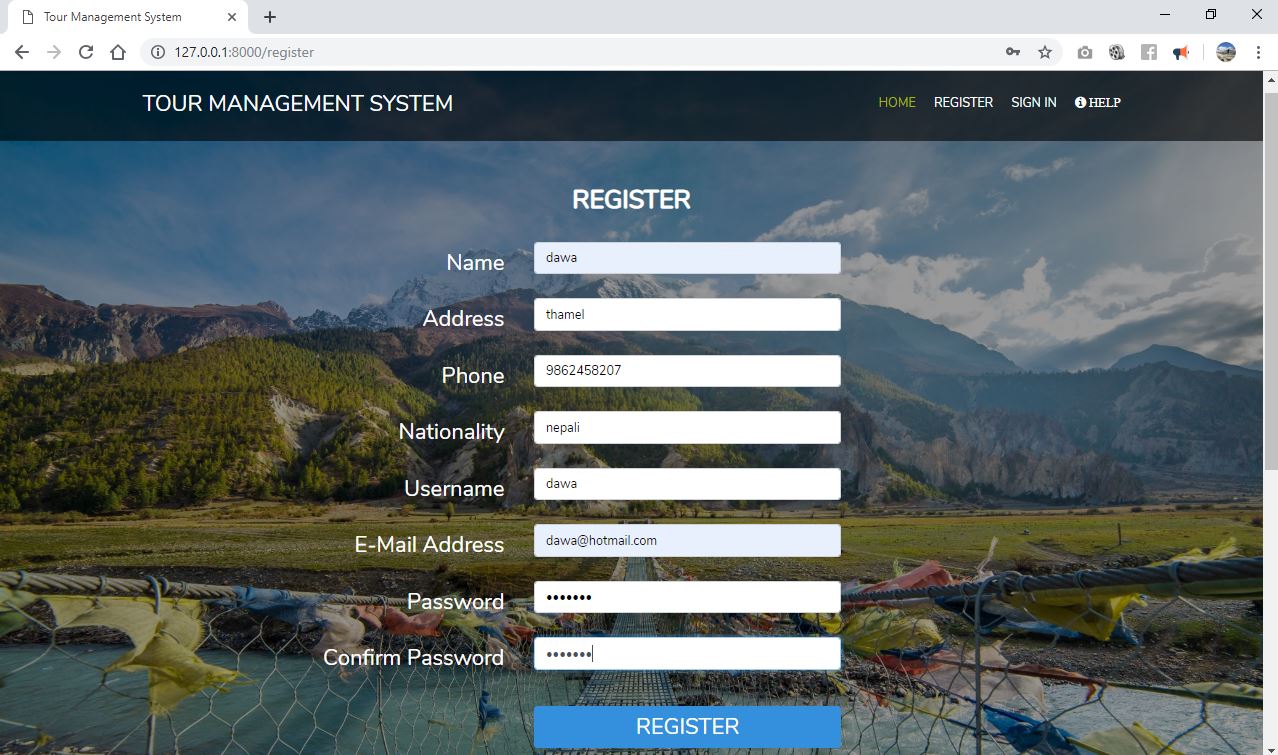 Tour Management System
127.0.0.1:8000/register
TOUR MANAGEMENT SYSTEM
HOME REGISTER SIGN IN HELP
REGISTER
Name dawa
Address thamel
Phone 9862458207
Nationality nepali
Username dawa
E-Mail Address dawa@hotmail.com
Password •••••••
Confirm Password •••••••
REGISTER